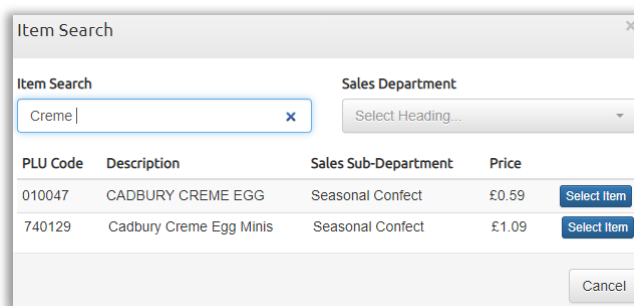 Item Search ×
Item Search Sales Department
Creme × Select Heading...
PLU Code Description Sales Sub-Department Price
010047 CADBURY CREME EGG Seasonal Confect £0.59 Select Item
740129 Cadbury Creme Egg Minis Seasonal Confect £1.09 Select Item
Cancel